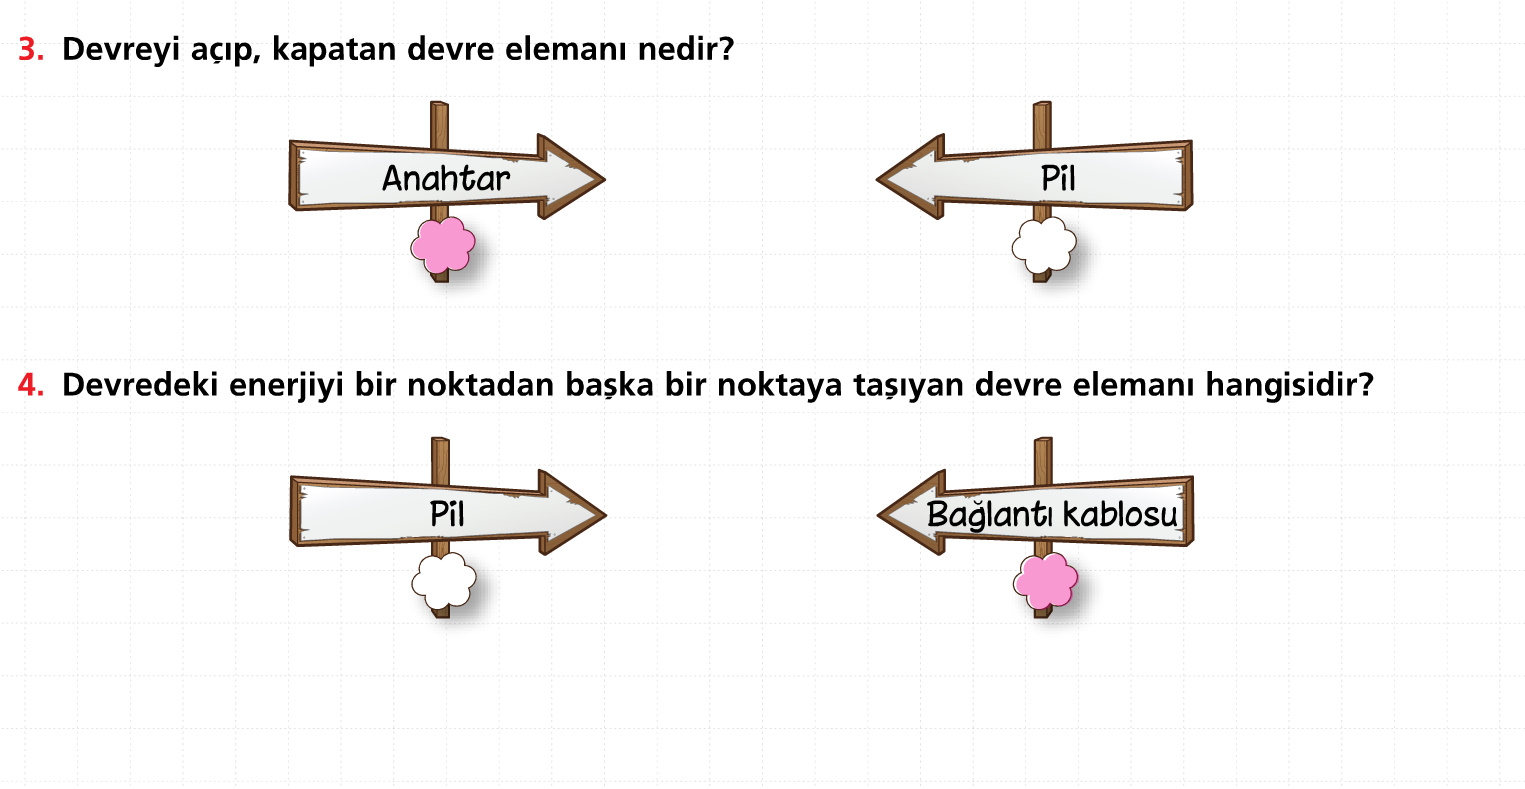 3. Devreyi açıp, kapatan devre elemanı nedir?
Anahtar
Pil
4. Devredeki enerjiyi bir noktadan başka bir noktaya taşıyan devre elemanı hangisidir?
Pil
Bağlantı kablosu